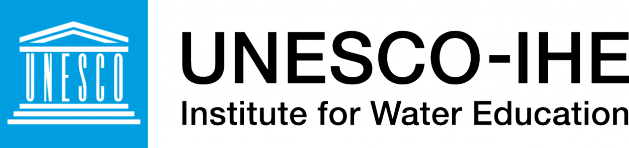 UNESCO
UNESCO-IHE
Institute for Water Education